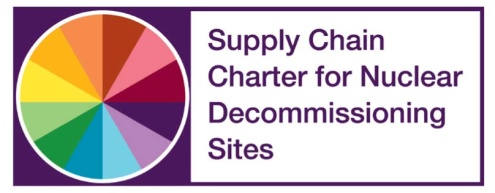 Supply Chain
Charter for Nuclear
Decommissioning
Sites